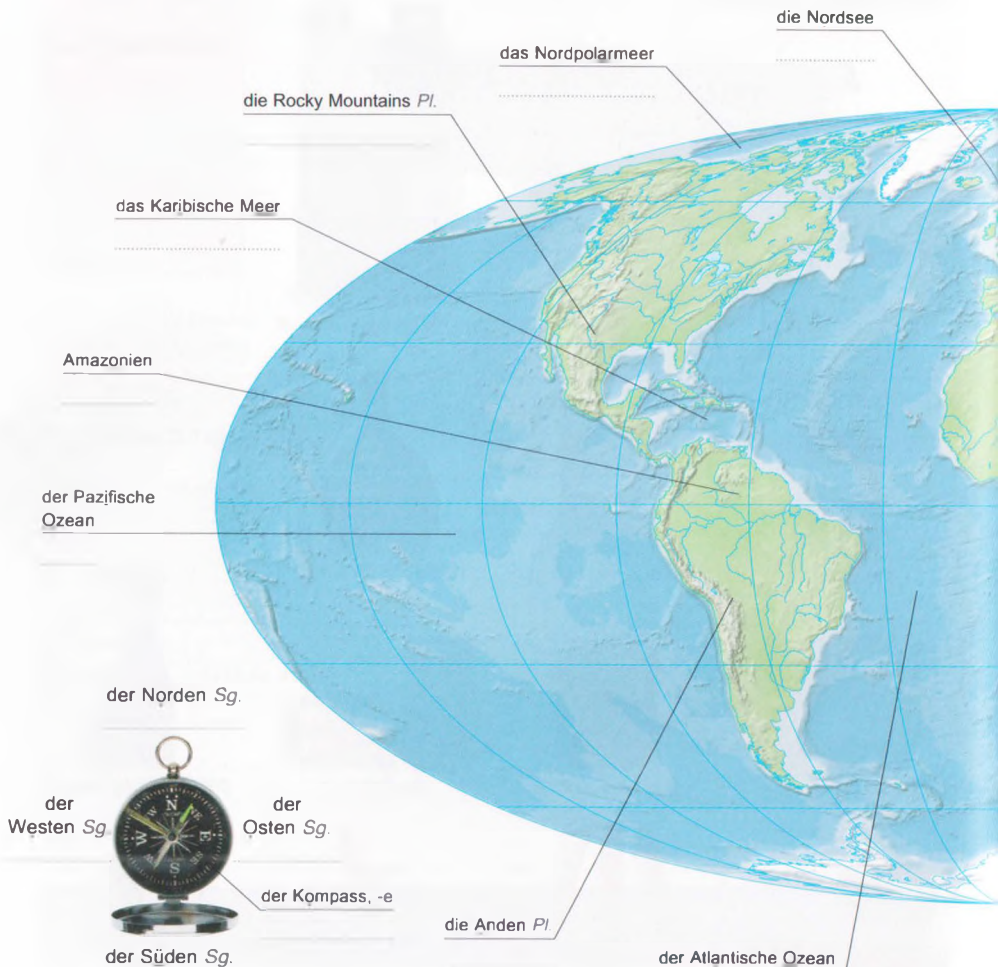 die Nordsee
das Nordpolarmeer
die Rocky Mountains Pl.
das Karibische Meer
Amazonien
der Pazifische
Ozean
der Norden Sg.
der
Westen Sg.
der
Osten Sg.
N
W
E
S
der Kompass, -e
der Süden Sg.
die Anden Pl.
der Atlantische Ozean